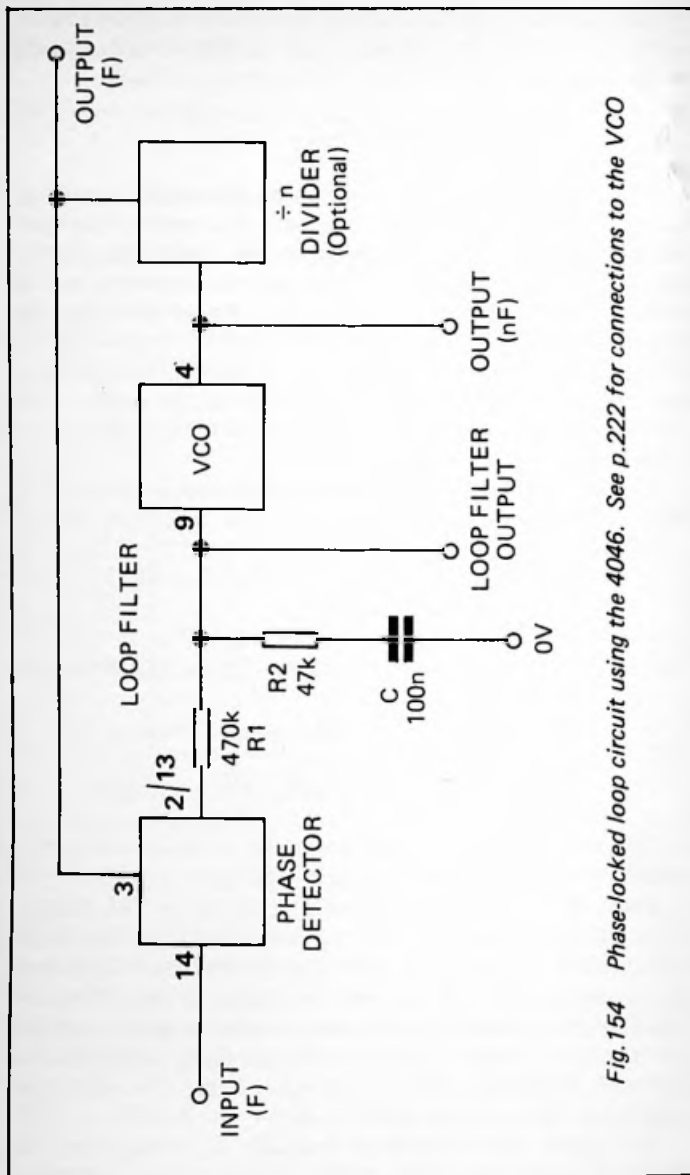 OUTPUT
(F)
÷ n
DIVIDER
(Optional)
4
OUTPUT
(nF)
VCO
9
LOOP FILTER
OUTPUT
LOOP FILTER
R2
47k
C
100n
0V
470k
R1
2/13
3
PHASE
DETECTOR
14
INPUT
(F)
Fig.154 Phase-locked loop circuit using the 4046. See p.222 for connections to the VCO